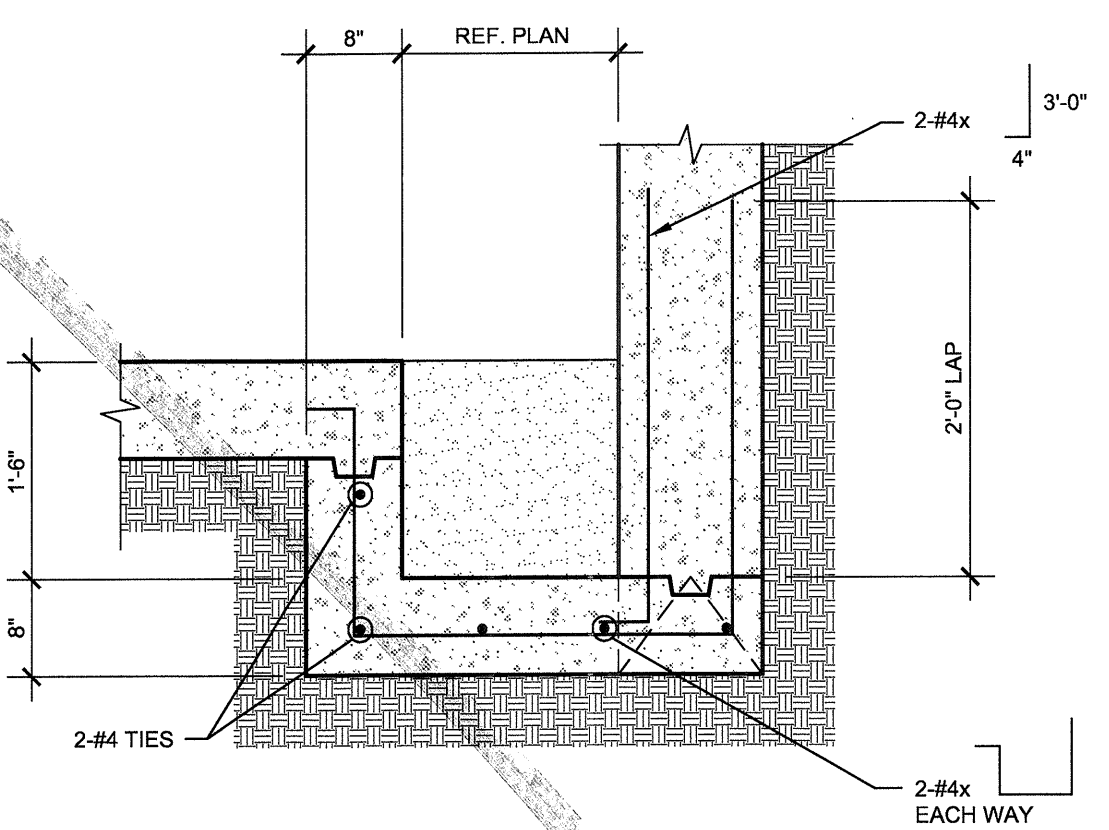 8" REF. PLAN
2-#4x
3'-0"
4"
2'-0" LAP
1'-6"
8"
2-#4 TIES
2-#4x
EACH WAY